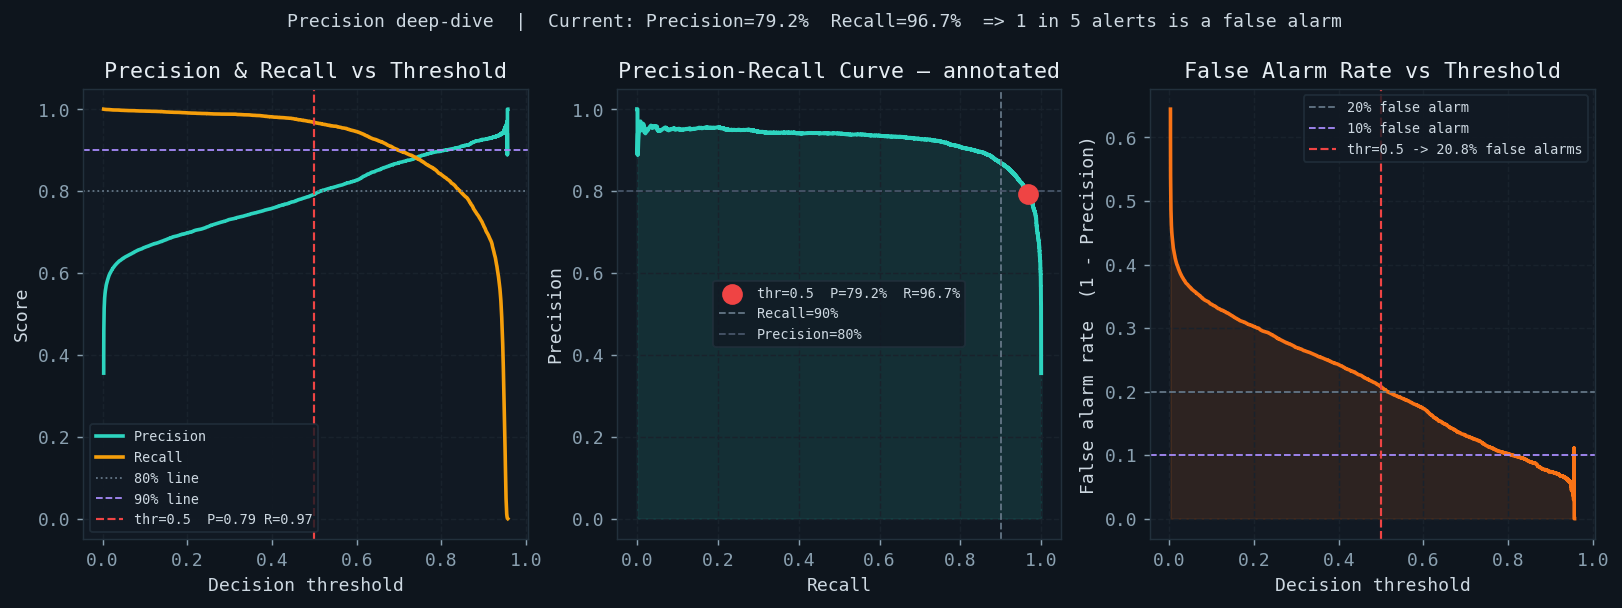 Precision deep-dive  |  Current: Precision=79.2%  Recall=96.7%  => 1 in 5 alerts is a false alarm
Precision & Recall vs Threshold
Score
1.0
0.8
0.6
0.4
0.2
0.0
Precision
Recall
80% line
90% line
thr=0.5  P=0.79 R=0.97
0.0 0.2 0.4 0.6 0.8 1.0
Decision threshold
Precision-Recall Curve — annotated
Precision
1.0
0.8
0.6
0.4
0.2
0.0
thr=0.5  P=79.2%  R=96.7%
Recall=90%
Precision=80%
0.0 0.2 0.4 0.6 0.8 1.0
Recall
False Alarm Rate vs Threshold
False alarm rate  (1 - Precision)
20% false alarm
10% false alarm
thr=0.5 -> 20.8% false alarms
0.6
0.5
0.4
0.3
0.2
0.1
0.0
0.0 0.2 0.4 0.6 0.8 1.0
Decision threshold